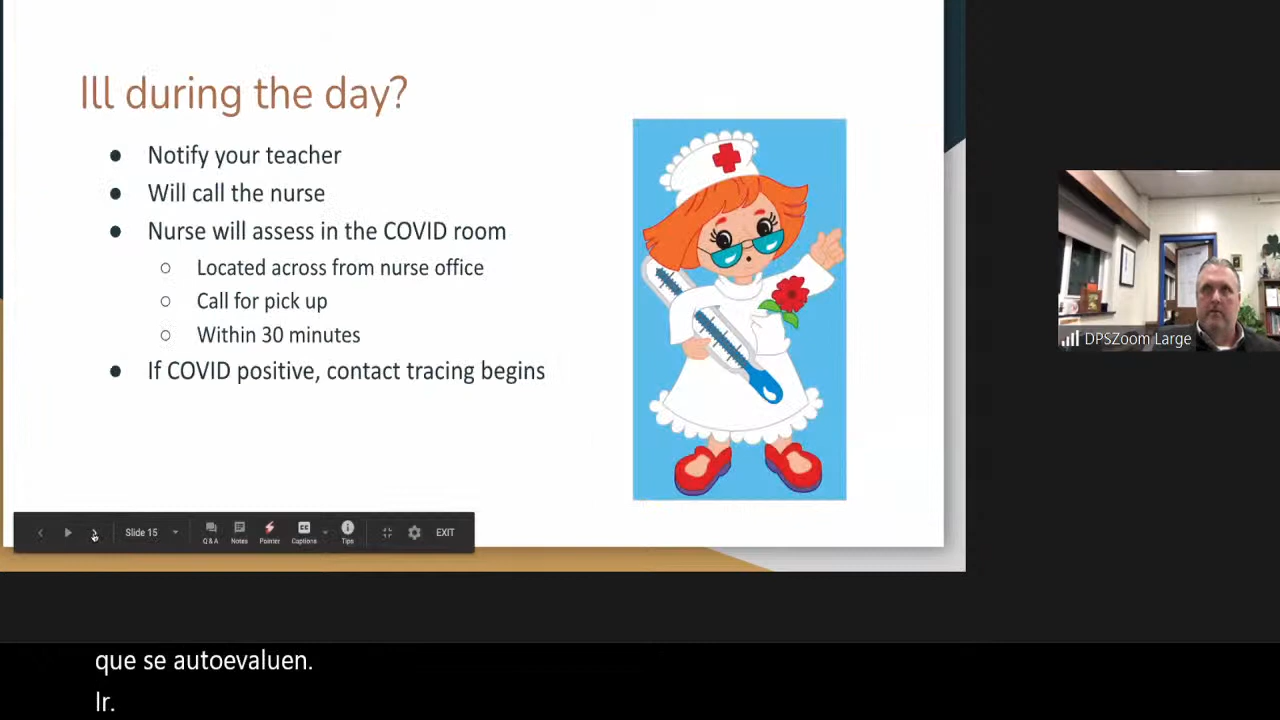 Ill during the day?
● Notify your teacher
● Will call the nurse
● Nurse will assess in the COVID room
○ Located across from nurse office
○ Call for pick up
○ Within 30 minutes
● If COVID positive, contact tracing begins
DPSZoom Large
Slide 15
Q & A
Notes
Pointer
Captions
Tips
EXIT
que se autoevaluen.
Ir.